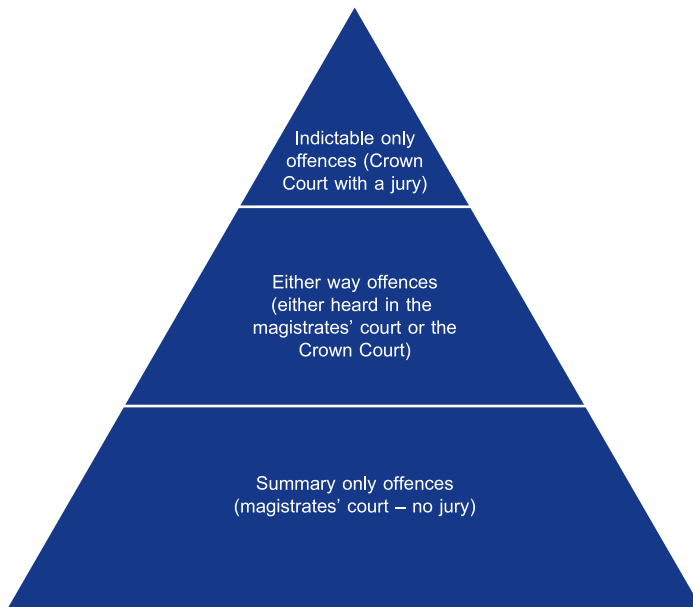 Indictable only
offences (Crown
Court with a jury)
Either way offences
(either heard in the
magistrates’ court or the
Crown Court)
Summary only offences
(magistrates’ court – no jury)